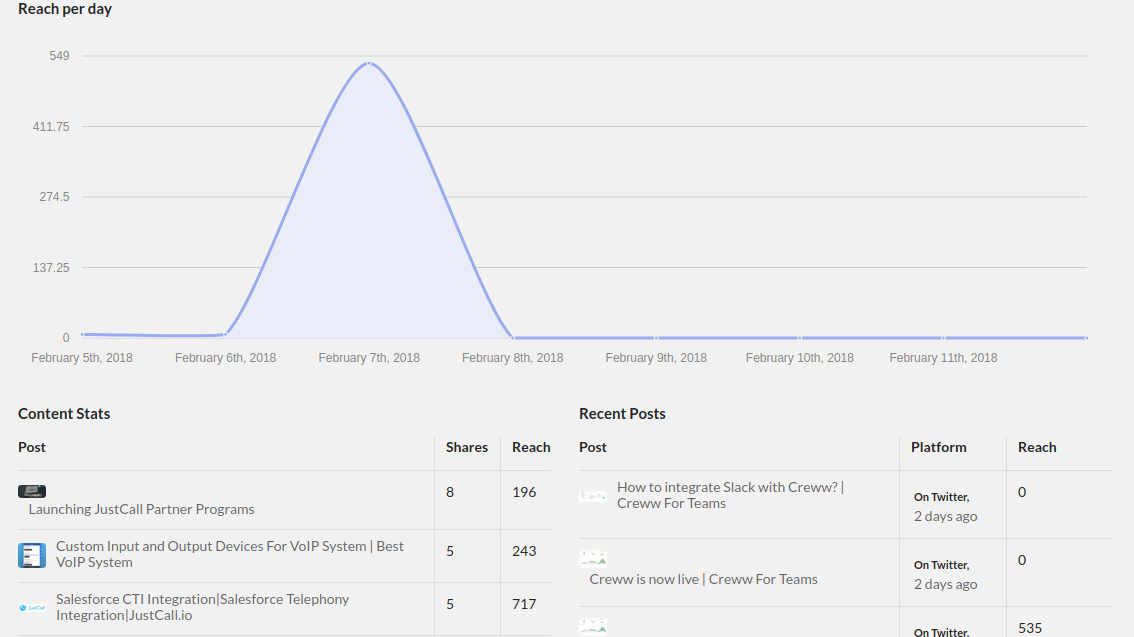 Reach per day
549
411.75
274.5
137.25
0
February 5th, 2018 February 6th, 2018 February 7th, 2018 February 8th, 2018 February 9th, 2018 February 10th, 2018 February 11th, 2018
Content Stats
Post Shares Reach
Launching JustCall Partner Programs 8 196
Custom Input and Output Devices For VoIP System | Best 5 243
VoIP System
JustCall
Salesforce CTI Integration|Salesforce Telephony 5 717
Integration|JustCall.io
Recent Posts
Post Platform Reach
How to integrate Slack with Creww? |
Creww For Teams
On Twitter,
2 days ago
0
Creww is now live | Creww For Teams
On Twitter,
2 days ago
0
On Twitter,
535